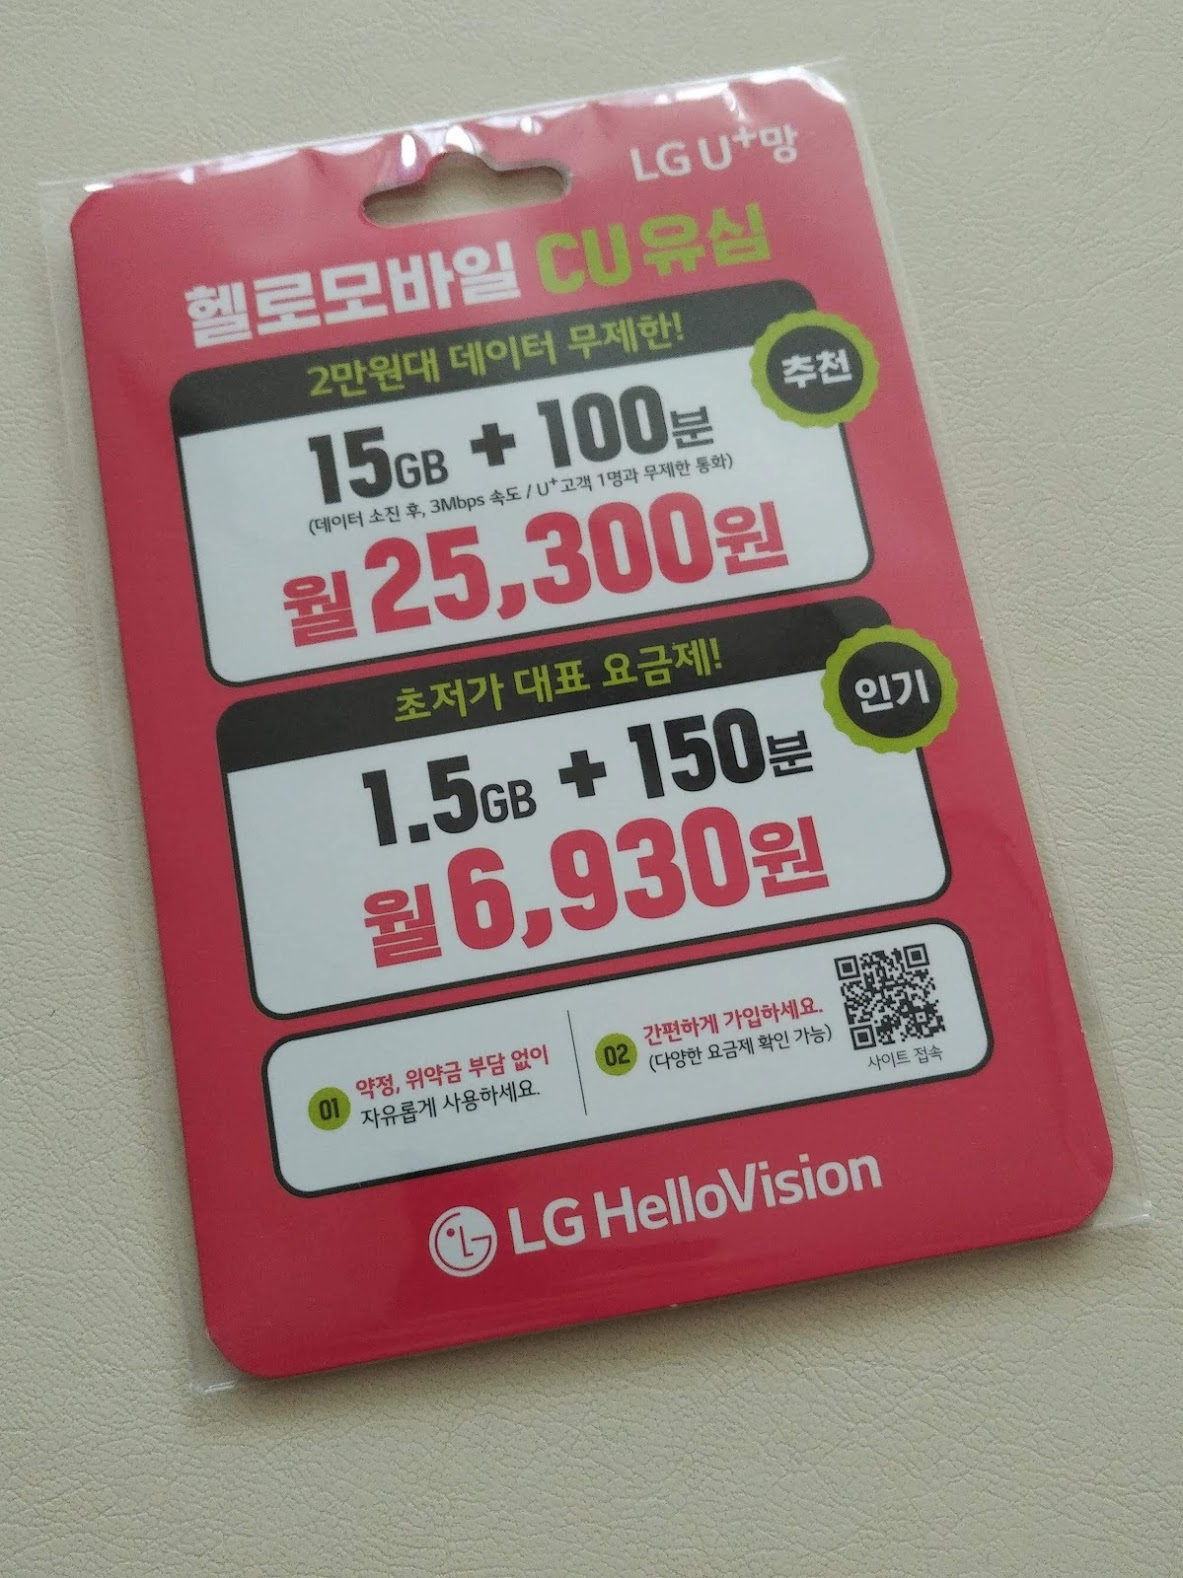 LG U+망
헬로모바일 CU유심
2만원대 데이터 무제한!
추천
15GB + 100분
(데이터 소진 후, 3Mbps 속도 / U+고객 1명과 무제한 통화)
월 25,300원
초저가 대표 요금제!
인기
1.5GB + 150분
월 6,930원
01 약정, 위약금 부담 없이
자유롭게 사용하세요.
02 간편하게 가입하세요.
(다양한 요금제 확인 가능)
사이트 접속
LG HelloVision